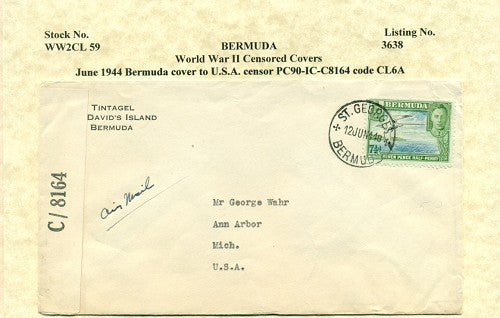 Stock No.
WW2CL 59
BERMUDA
Listing No.
3638
World War II Censored Covers
June 1944 Bermuda cover to U.S.A. censor PC90-IC-C8164 code CL6A
TINTAGEL
DAVID'S ISLAND
BERMUDA
C/ 8164
Air Mail
ST. GEORGE'S
12 JUN 44
BERMUDA
BERMUDA
7½D
SEVEN PENCE HALF-PENNY
Mr George Wahr
Ann Arbor
Mich.
U.S.A.